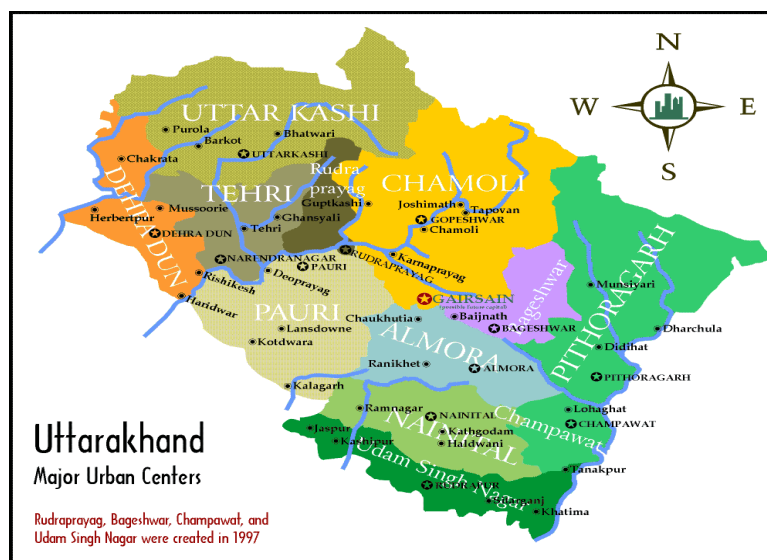 N
W
E
S
UTTAR KASHI
Purola
Barkot
Bhatwari
UTTARKASHI
Chakrata
DEHRA DUN
Herbertpur
Mussoorie
DEHRA DUN
TEHRI
Tehri
Ghansyali
NARENDRANAGAR
Rudra
prayag
Guptkashi
CHAMOLI
Joshimath
Tapovan
GOPESHWAR
Chamoli
RUDRAPRAYAG
Karnaprayag
PAURI
Deoprayag
Rishikesh
Haridwar
GAIRSAIN
PAURI
Lansdowne
Kotdwara
Kalagarh
Chaukhutia
Baijnath
Bageshwar
BAGESHWAR
PITHORAGARH
Munsiyari
Dharchula
Didihat
PITHORAGARH
ALMORA
Ranikhet
ALMORA
Lohaghat
CHAMPAWAT
Champawat
Ramnagar
NAINITAL
NAINITAL
Kathgodam
Haldwani
Jaspur
Kashipur
Udam Singh Nagar
RUDRAPUR
Tanakpur
Khatima
Uttarakhand
Major Urban Centers
Rudraprayag, Bageshwar, Champawat, and
Udam Singh Nagar were created in 1997